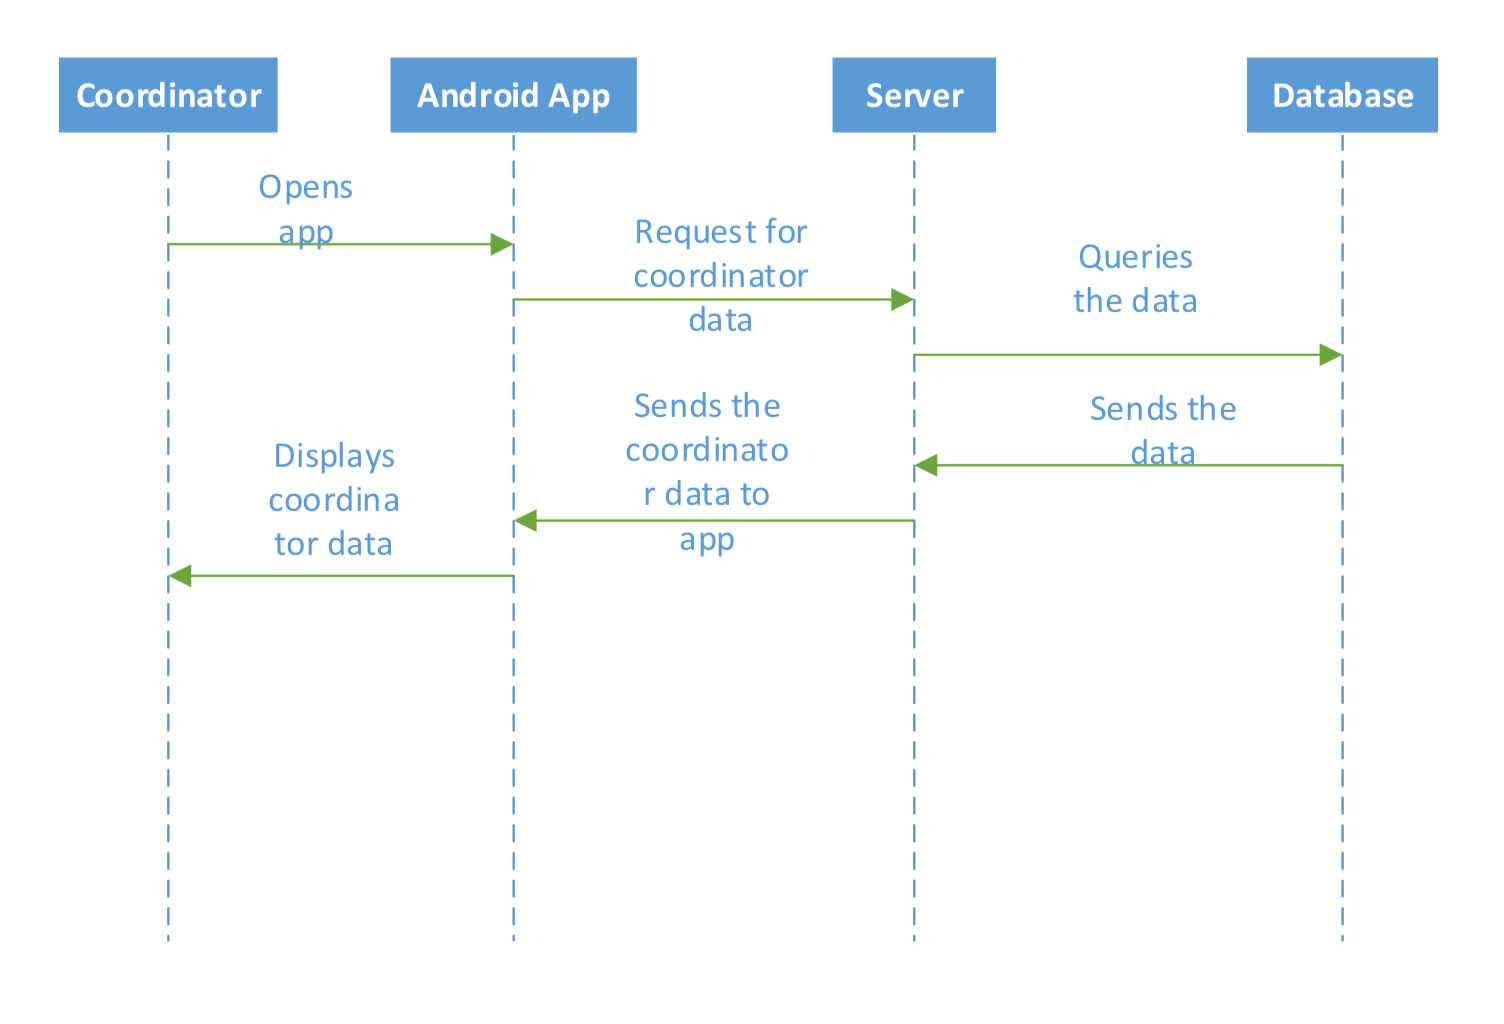 Coordinator
Android App
Server
Database
Opens
app
Request for
coordinator
data
Queries
the data
Sends the
data
Sends the
coordinato
r data to
app
Displays
coordina
tor data